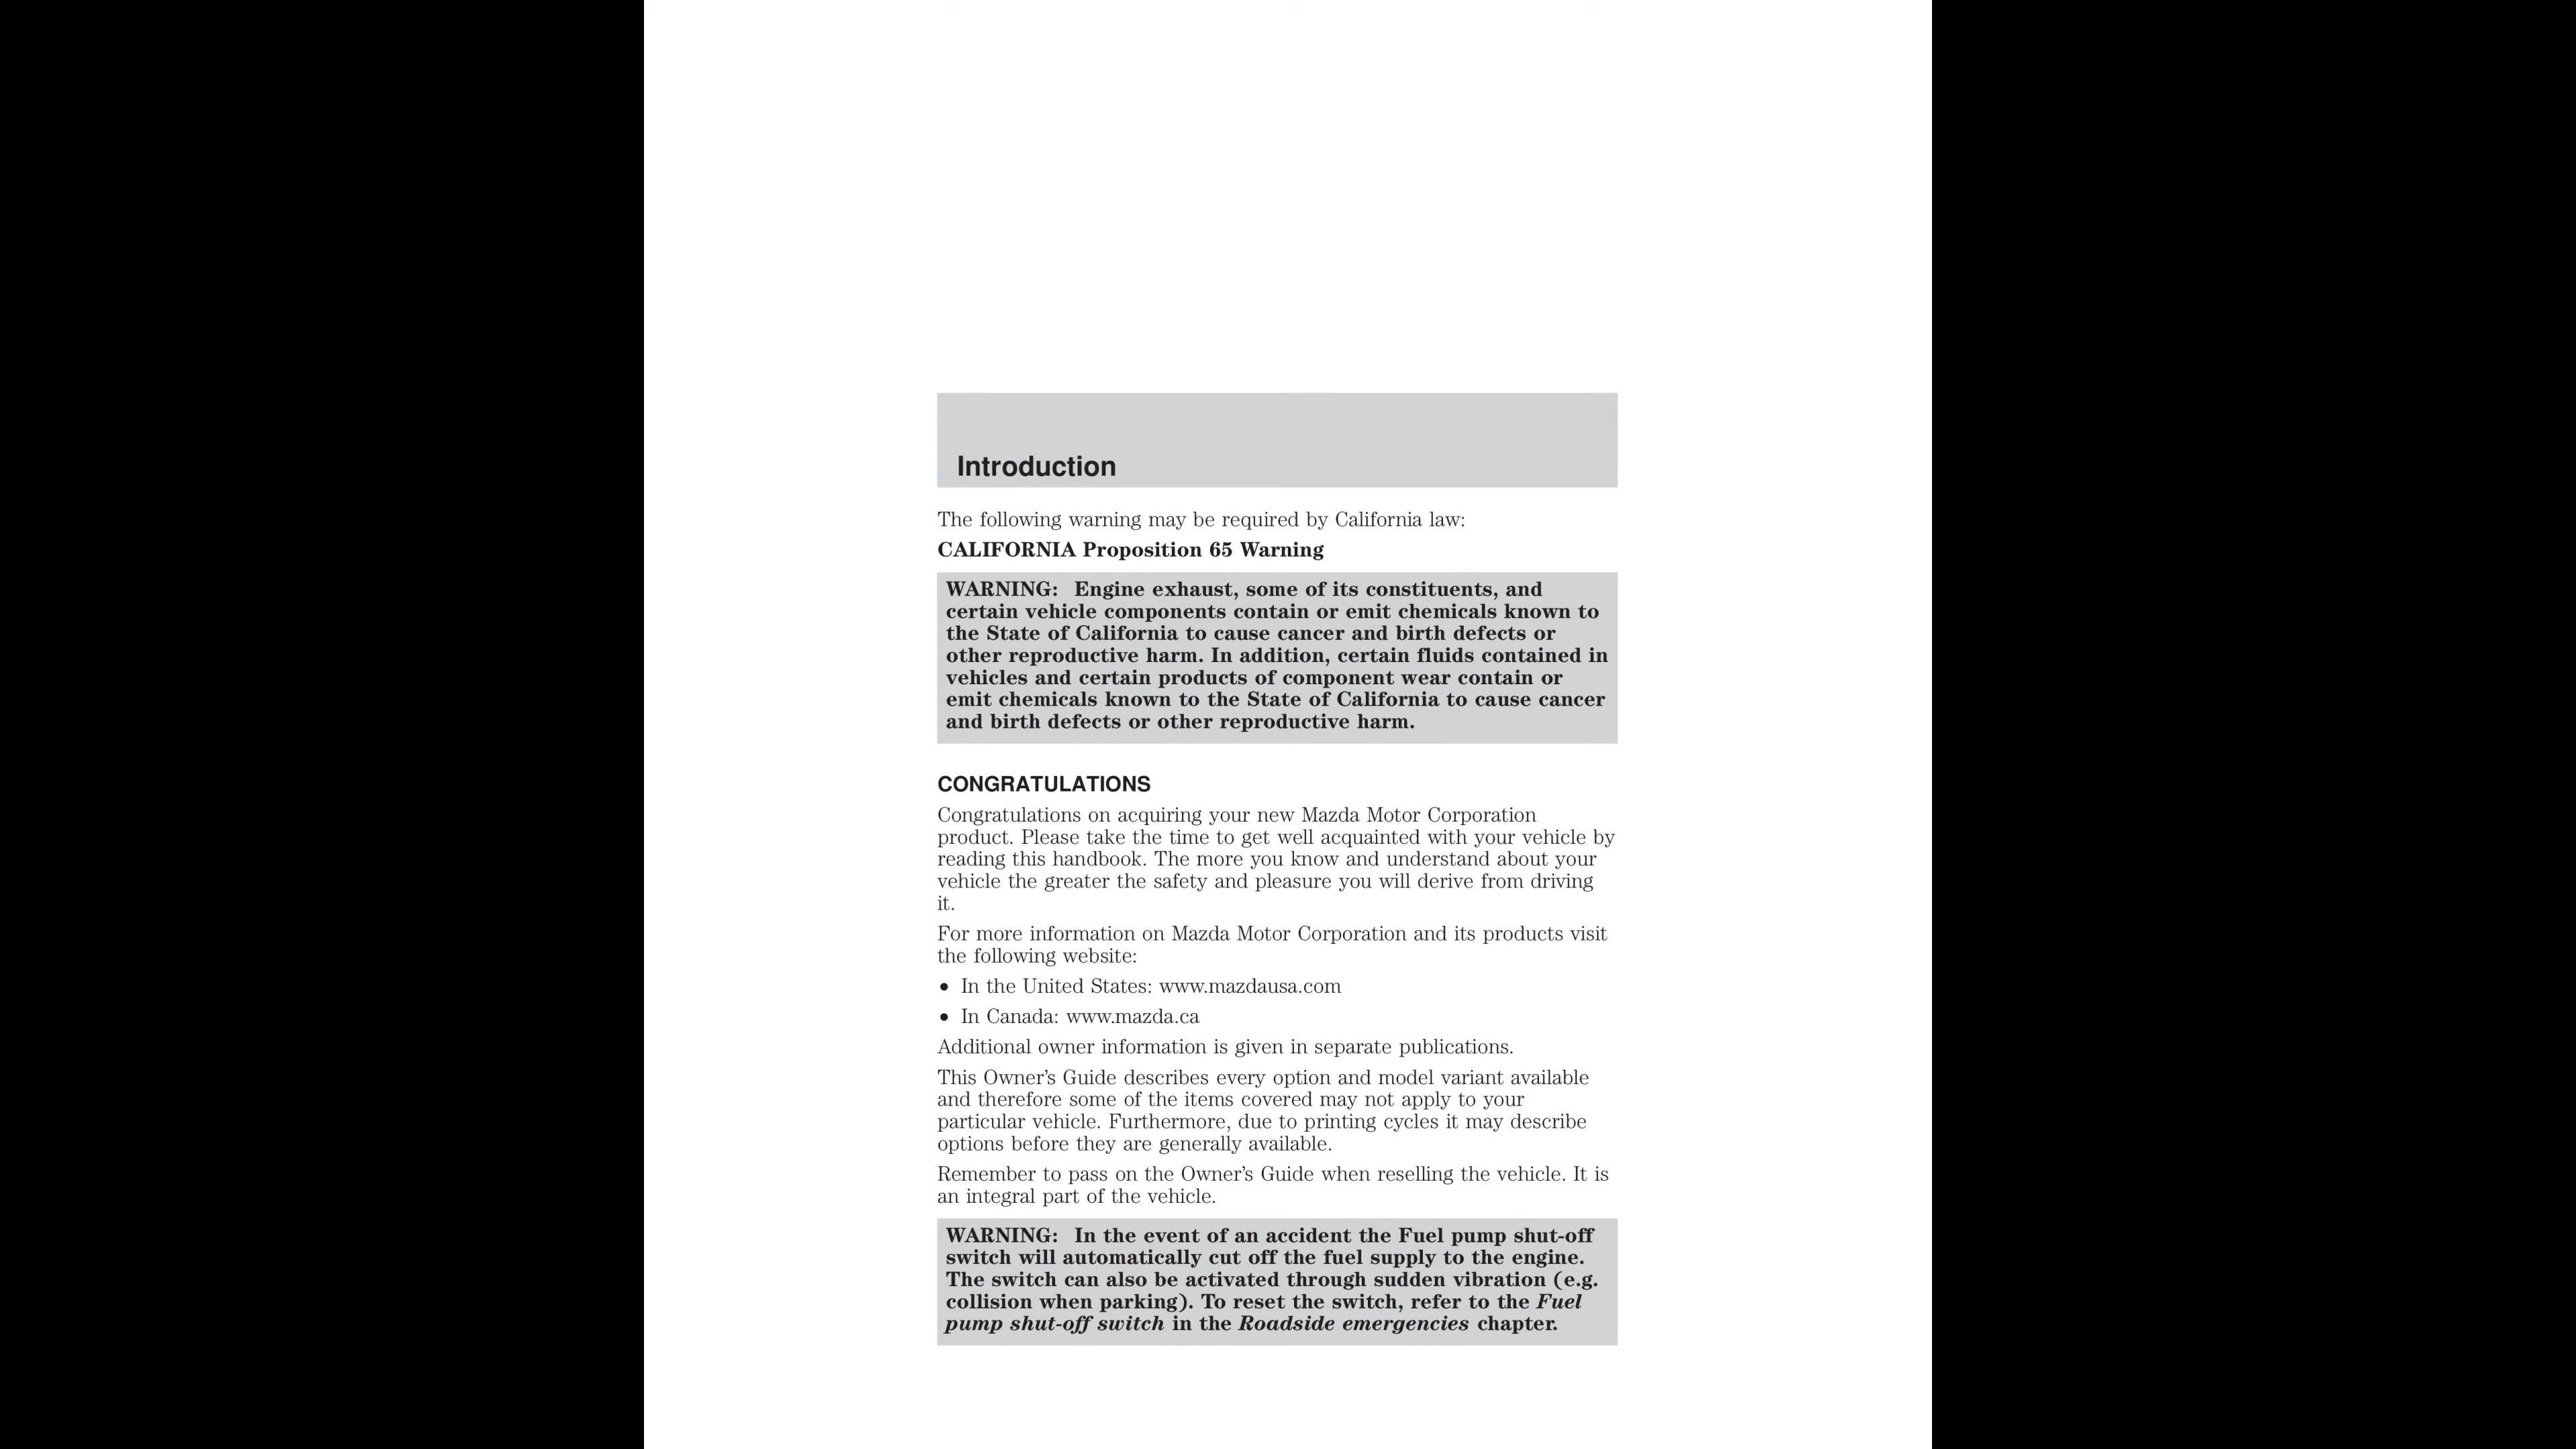 Introduction
The following warning may be required by California law:
CALIFORNIA Proposition 65 Warning
WARNING: Engine exhaust, some of its constituents, and
certain vehicle components contain or emit chemicals known to
the State of California to cause cancer and birth defects or
other reproductive harm. In addition, certain fluids contained in
vehicles and certain products of component wear contain or
emit chemicals known to the State of California to cause cancer
and birth defects or other reproductive harm.
CONGRATULATIONS
Congratulations on acquiring your new Mazda Motor Corporation
product. Please take the time to get well acquainted with your vehicle by
reading this handbook. The more you know and understand about your
vehicle the greater the safety and pleasure you will derive from driving
it.
For more information on Mazda Motor Corporation and its products visit
the following website:
• In the United States: www.mazdausa.com
• In Canada: www.mazda.ca
Additional owner information is given in separate publications.
This Owner's Guide describes every option and model variant available
and therefore some of the items covered may not apply to your
particular vehicle. Furthermore, due to printing cycles it may describe
options before they are generally available.
Remember to pass on the Owner's Guide when reselling the vehicle. It is
an integral part of the vehicle.
WARNING: In the event of an accident the Fuel pump shut-off
switch will automatically cut off the fuel supply to the engine.
The switch can also be activated through sudden vibration (e.g.
collision when parking). To reset the switch, refer to the Fuel
pump shut-off switch in the Roadside emergencies chapter.